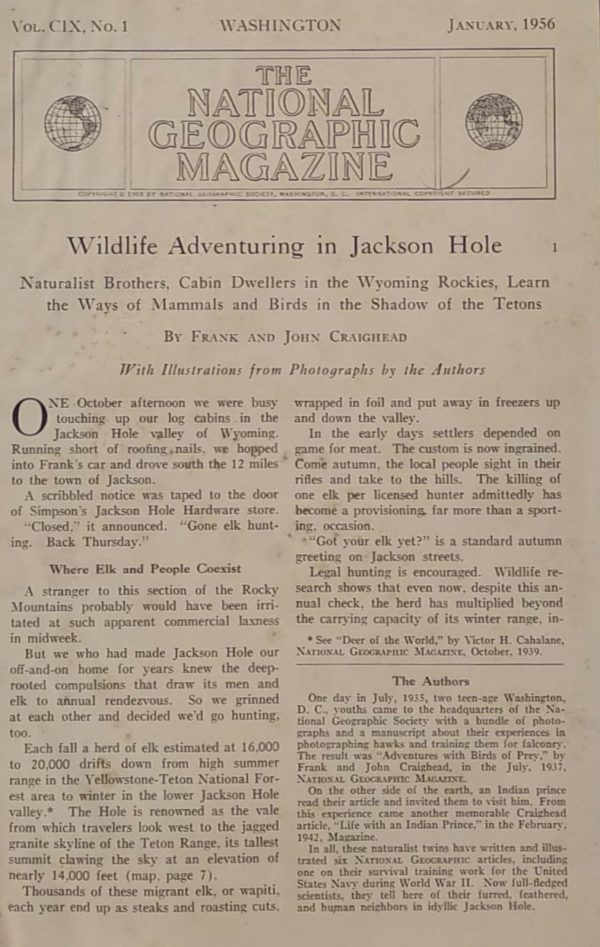 VOL. CIX, NO. 1 WASHINGTON JANUARY, 1956
THE
NATIONAL
GEOGRAPHIC
MAGAZINE
COPYRIGHT © 1955 BY NATIONAL GEOGRAPHIC SOCIETY, WASHINGTON, D. C. INTERNATIONAL COPYRIGHT SECURED
Wildlife Adventuring in Jackson Hole 1
Naturalist Brothers, Cabin Dwellers in the Wyoming Rockies, Learn
the Ways of Mammals and Birds in the Shadow of the Tetons
BY FRANK AND JOHN CRAIGHEAD
With Illustrations from Photographs by the Authors
ONE October afternoon we were busy
touching up our log cabins in the
Jackson Hole valley of Wyoming.
Running short of roofing nails, we hopped
into Frank's car and drove south the 12 miles
to the town of Jackson.
A scribbled notice was taped to the door
of Simpson's Jackson Hole Hardware store.
"Closed," it announced. "Gone elk hunt-
ing. Back Thursday."
Where Elk and People Coexist
A stranger to this section of the Rocky
Mountains probably would have been irri-
tated at such apparent commercial laxness
in midweek.
But we who had made Jackson Hole our
off-and-on home for years knew the deep-
rooted compulsions that draw its men and
elk to annual rendezvous. So we grinned
at each other and decided we'd go hunting,
too.
Each fall a herd of elk estimated at 16,000
to 20,000 drifts down from high summer
range in the Yellowstone-Teton National For-
est area to winter in the lower Jackson Hole
valley.* The Hole is renowned as the vale
from which travelers look west to the jagged
granite skyline of the Teton Range, its tallest
summit clawing the sky at an elevation of
nearly 14,000 feet (map, page 7).
Thousands of these migrant elk, or wapiti,
each year end up as steaks and roasting cuts,
wrapped in foil and put away in freezers up
and down the valley.
In the early days settlers depended on
game for meat. The custom is now ingrained.
Come autumn, the local people sight in their
rifles and take to the hills. The killing of
one elk per licensed hunter admittedly has
become a provisioning, far more than a sport-
ing, occasion.
"Got your elk yet?" is a standard autumn
greeting on Jackson streets.
Legal hunting is encouraged. Wildlife re-
search shows that even now, despite this an-
nual check, the herd has multiplied beyond
the carrying capacity of its winter range, in-
* See "Deer of the World," by Victor H. Cahalane,
NATIONAL GEOGRAPHIC MAGAZINE, October, 1939.
The Authors
One day in July, 1935, two teen-age Washington,
D. C., youths came to the headquarters of the Na-
tional Geographic Society with a bundle of photo-
graphs and a manuscript about their experiences in
photographing hawks and training them for falconry.
The result was "Adventures with Birds of Prey," by
Frank and John Craighead, in the July, 1937,
NATIONAL GEOGRAPHIC MAGAZINE.
On the other side of the earth, an Indian prince
read their article and invited them to visit him. From
this experience came another memorable Craighead
article, "Life with an Indian Prince," in the February,
1942, Magazine.
In all, these naturalist twins have written and illus-
trated six NATIONAL GEOGRAPHIC articles, including
one on their survival training work for the United
States Navy during World War II. Now full-fledged
scientists, they tell here of their furred, feathered,
and human neighbors in idyllic Jackson Hole.